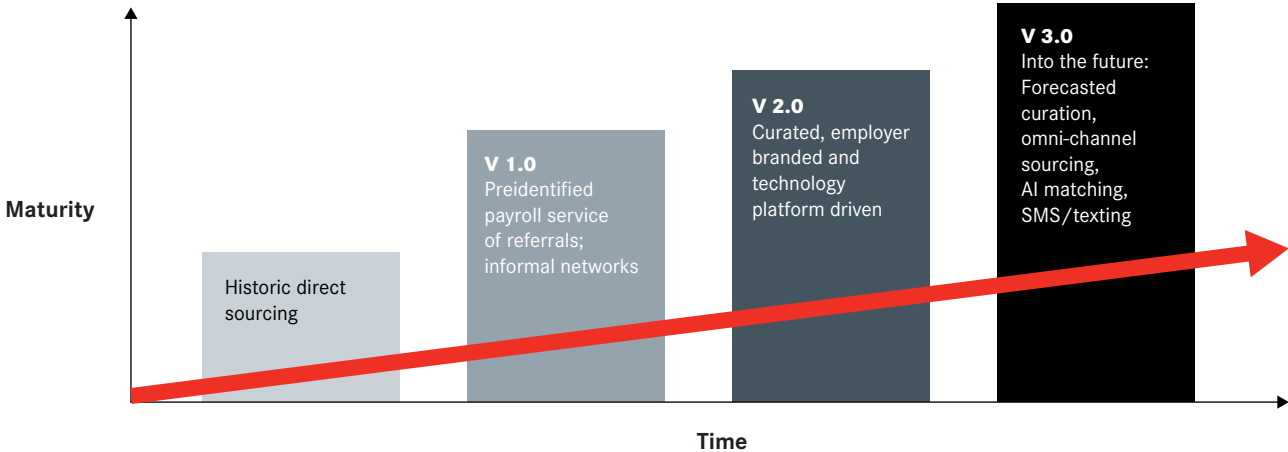 Maturity
Historic direct
sourcing
V 1.0
Preidentified
payroll service
of referrals;
informal networks
V 2.0
Curated, employer
branded and
technology
platform driven
V 3.0
Into the future:
Forecasted
curation,
omni-channel
sourcing,
AI matching,
SMS/texting
Time